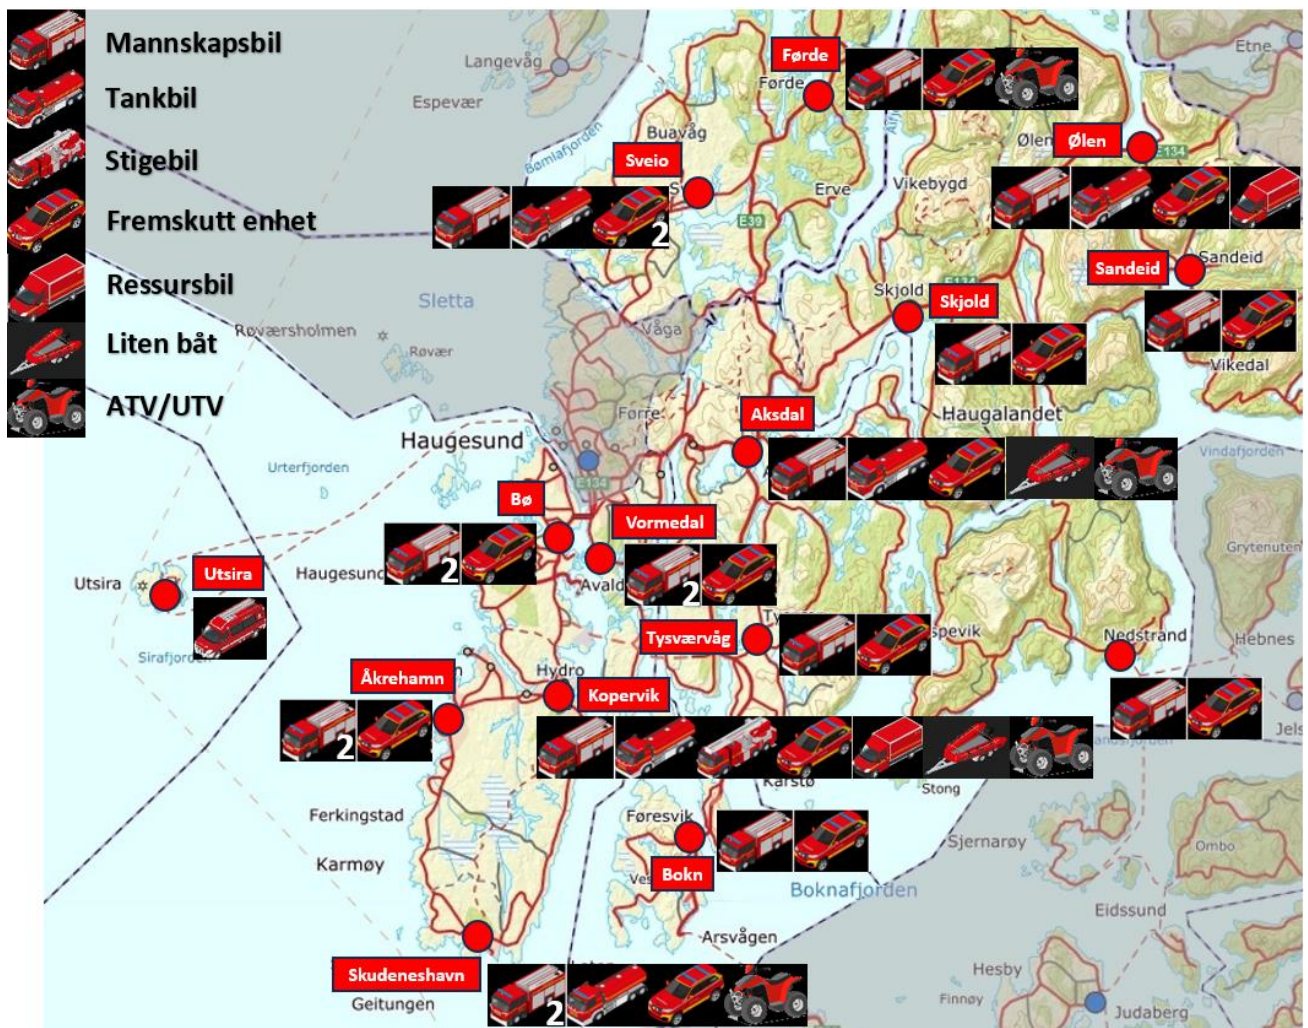 Mannskapsbil
Tankbil
Stigebil
Fremskutt enhet
Ressursbil
Liten båt
ATV/UTV
Langevåg
Espevær
Bømlafjorden
Buavåg
Førde
Førde
Etne
Ølen
E134
Sveio
Erve
Vikebygd
E39
2
Sandeid
Sandeid
Skjold
Skjold
Vikedal
Sletta
Røværsholmen
Røvær
Våga
Førre
Aksdal
Haugalandet
Haugesund
Urterfjorden
E134
Vindafjorden
Bø
Vormedal
2
Haugesund
Avald
2
Grytenuten
Utsira
Utsira
Sirafjorden
Tysværvåg
Nedstrand
Hebnes
Åkrehamn
Hydro
Kopervik
2
Jels
Kårstø
Stong
Ferkingstad
Føresvik
Sjernarøy
Ombo
Karmøy
Bokn
Boknafjorden
Eidssund
Arsvågen
Skudeneshavn
2
Geitungen
Hesby
Finnøy
Judaberg